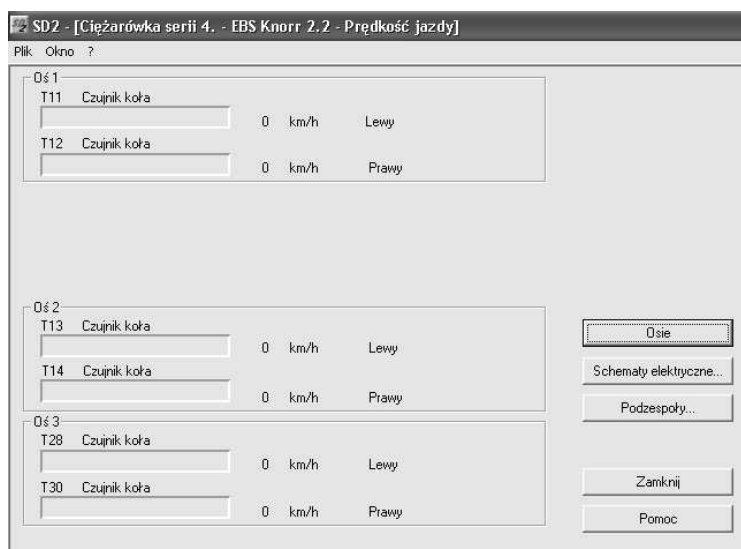 SD2 - [Ciężarówka serii 4. - EBS Knorr 2.2 - Prędkość jazdy]
Plik Okno ?
Oś 1
T11 Czujnik koła
0 km/h Lewy
T12 Czujnik koła
0 km/h Prawy
Oś 2
T13 Czujnik koła
0 km/h Lewy
T14 Czujnik koła
0 km/h Prawy
Oś 3
T28 Czujnik koła
0 km/h Lewy
T30 Czujnik koła
0 km/h Prawy
Osie
Schematy elektryczne...
Podzespoły...
Zamknij
Pomoc